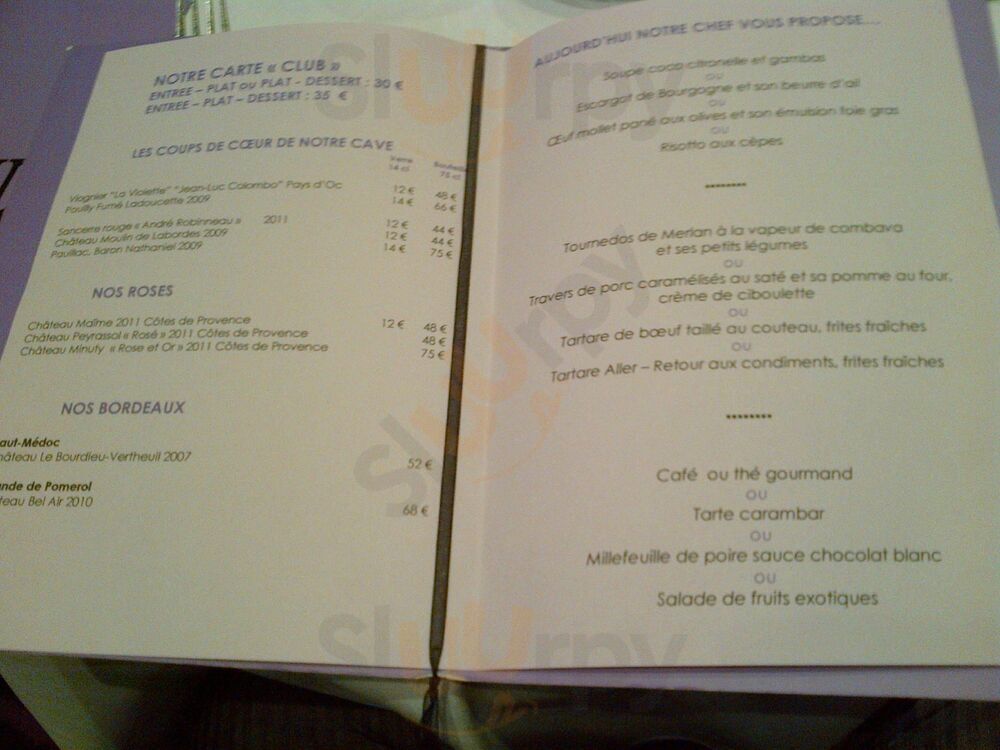 NOTRE CARTE « CLUB »
ENTREE – PLAT OU PLAT - DESSERT : 30 €
ENTREE – PLAT – DESSERT : 35 €
LES COUPS DE CŒUR DE NOTRE CAVE
Verre Bouteille
14 cl 75 cl
Viognier "La Violette" "Jean-Luc Colombo" Pays d'Oc 12 € 48 €
Pouilly Fumé Ladoucette 2009 14 € 66 €
Sancerre rouge « André Robinneau » 2011 12 € 44 €
Château Moulin de Labordes 2009 12 € 44 €
Pauillac, Baron Nathaniel 2009 14 € 75 €
NOS ROSES
Château Maïme 2011 Côtes de Provence 12 € 48 €
Château Peyrassol « Rosé » 2011 Côtes de Provence 48 €
Château Minuty « Rose et Or » 2011 Côtes de Provence 75 €
NOS BORDEAUX
aut-Médoc
hâteau Le Bourdieu-Vertheuil 2007 52 €
nde de Pomerol
teau Bel Air 2010 68 €
AUJOURD'HUI NOTRE CHEF VOUS PROPOSE....
Soupe coco citronelle et gambas
OU
Escargot de Bourgogne et son beurre d'ail
OU
Œuf mollet pané aux olives et son émulsion foie gras
OU
Risotto aux cèpes
********
Tournedos de Merlan à la vapeur de combava
et ses petits légumes
OU
Travers de porc caramélisés au saté et sa pomme au four,
crème de ciboulette
OU
Tartare de bœuf taillé au couteau, frites fraîches
OU
Tartare Aller – Retour aux condiments, frites fraîches
********
Café ou thé gourmand
OU
Tarte carambar
OU
Millefeuille de poire sauce chocolat blanc
OU
Salade de fruits exotiques
sluurpy
sluurpy
sluurpy